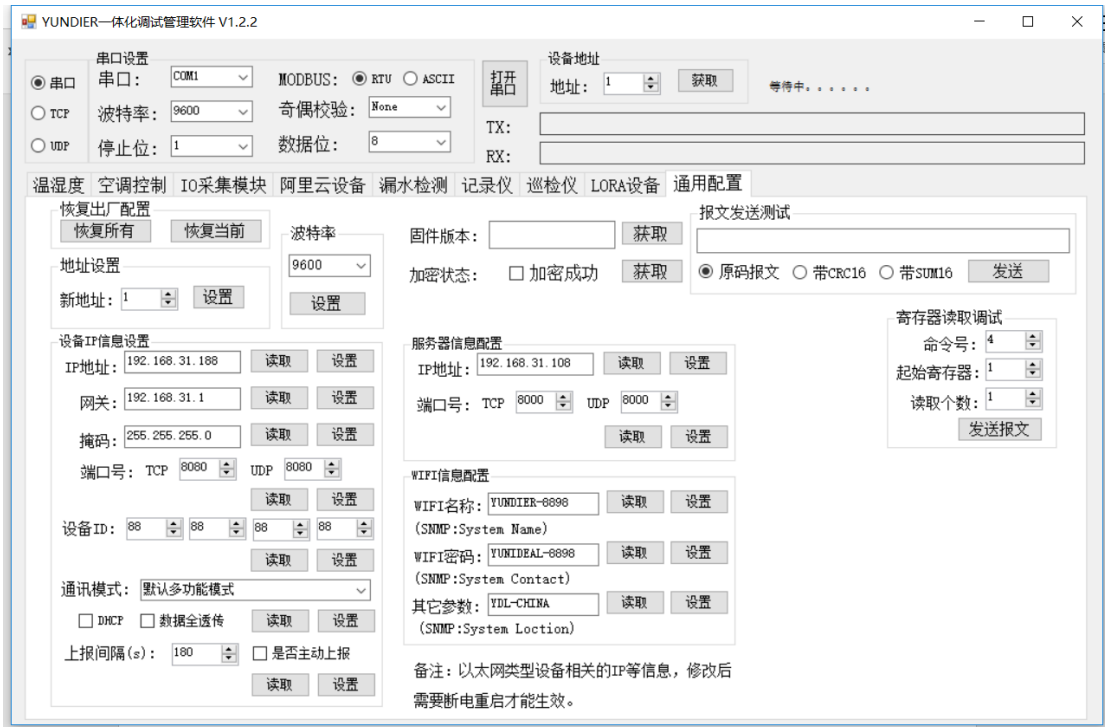 YUNDIER一体化调试管理软件 V1.2.2
串口设置
串口
TCP
UDP
串口: COM1
波特率: 9600
停止位: 1
MODBUS: RTU ASCII
奇偶校验: None
数据位: 8
打开串口
设备地址
地址: 1 获取
等待中。。。。。。
TX:
RX:
温湿度 空调控制 IO采集模块 阿里云设备 漏水检测 记录仪 巡检仪 LORA设备 通用配置
恢复出厂配置
恢复所有 恢复当前
地址设置
新地址: 1 设置
波特率
9600
设置
固件版本: 获取
加密状态: 加密成功 获取
报文发送测试
原码报文 带CRC16 带SUM16 发送
设备IP信息设置
IP地址: 192.168.31.188 读取 设置
网关: 192.168.31.1 读取 设置
掩码: 255.255.255.0 读取 设置
端口号: TCP 8080 UDP 8080
读取 设置
设备ID: 88 88 88 88
读取 设置
通讯模式: 默认多功能模式
DHCP 数据全透传 读取 设置
上报间隔(s): 180 是否主动上报
读取 设置
服务器信息配置
IP地址: 192.168.31.108 读取 设置
端口号: TCP 8000 UDP 8000
读取 设置
WIFI信息配置
WIFI名称: YUNDIER-8898 读取 设置
(SNMP:System Name)
WIFI密码: YUNIDEAL-8898 读取 设置
(SNMP:System Contact)
其它参数: YDL-CHINA 读取 设置
(SNMP:System Loction)
备注: 以太网类型设备相关的IP等信息，修改后
需要断电重启才能生效。
寄存器读取调试
命令号: 4
起始寄存器: 1
读取个数: 1
发送报文